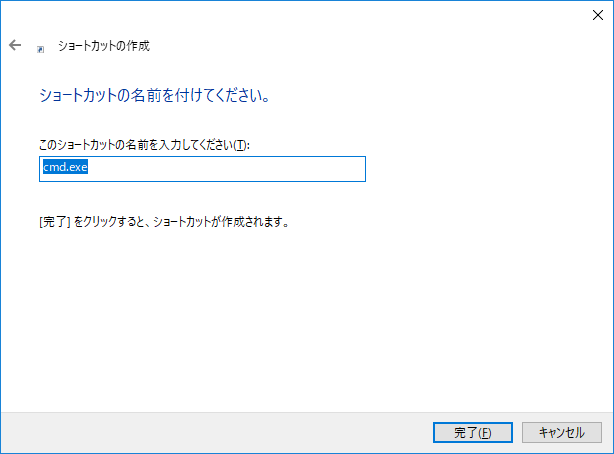 ショートカットの作成
ショートカットの名前を付けてください。
このショートカットの名前を入力してください(T):
cmd.exe
[完了] をクリックすると、ショートカットが作成されます。
完了(F)
キャンセル